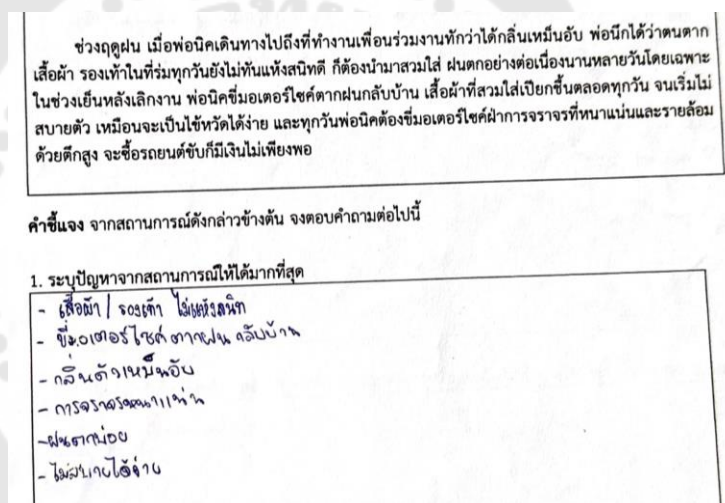 ช่วงฤดูฝน เมื่อพ่อนิคเดินทางไปถึงที่ทำงานเพื่อนร่วมงานทักว่าได้กลิ่นเหม็นอับ พ่อนึกได้ว่าตนตาก
เสื้อผ้า รองเท้าในที่ร่มทุกวันยังไม่ทันแห้งสนิทดี ก็ต้องนำมาสวมใส่ ฝนตกอย่างต่อเนื่องนานหลายวันโดยเฉพาะ
ในช่วงเย็นหลังเลิกงาน พ่อนิคขี่มอเตอร์ไซค์ตากฝนกลับบ้าน เสื้อผ้าที่สวมใส่เปียกชื้นตลอดทุกวัน จนเริ่มไม่
สบายตัว เหมือนจะเป็นไข้หวัดได้ง่าย และทุกวันพ่อนิคต้องขี่มอเตอร์ไซค์ฝ่าการจราจรที่หนาแน่นและรายล้อม
ด้วยตึกสูง จะซื้อรถยนต์ขับก็มีเงินไม่เพียงพอ
คำชี้แจง จากสถานการณ์ดังกล่าวข้างต้น จงตอบคำถามต่อไปนี้
1. ระบุปัญหาจากสถานการณ์ให้ได้มากที่สุด
- เสื้อผ้า / รองเท้า ไม่แห้งสนิท
- ขี่มอเตอร์ไซค์ตากฝนกลับบ้าน
- กลิ่นตัวเหม็นอับ
- การจราจรหนาแน่น
- ฝนตกบ่อย
- ไม่สบายได้ง่าย